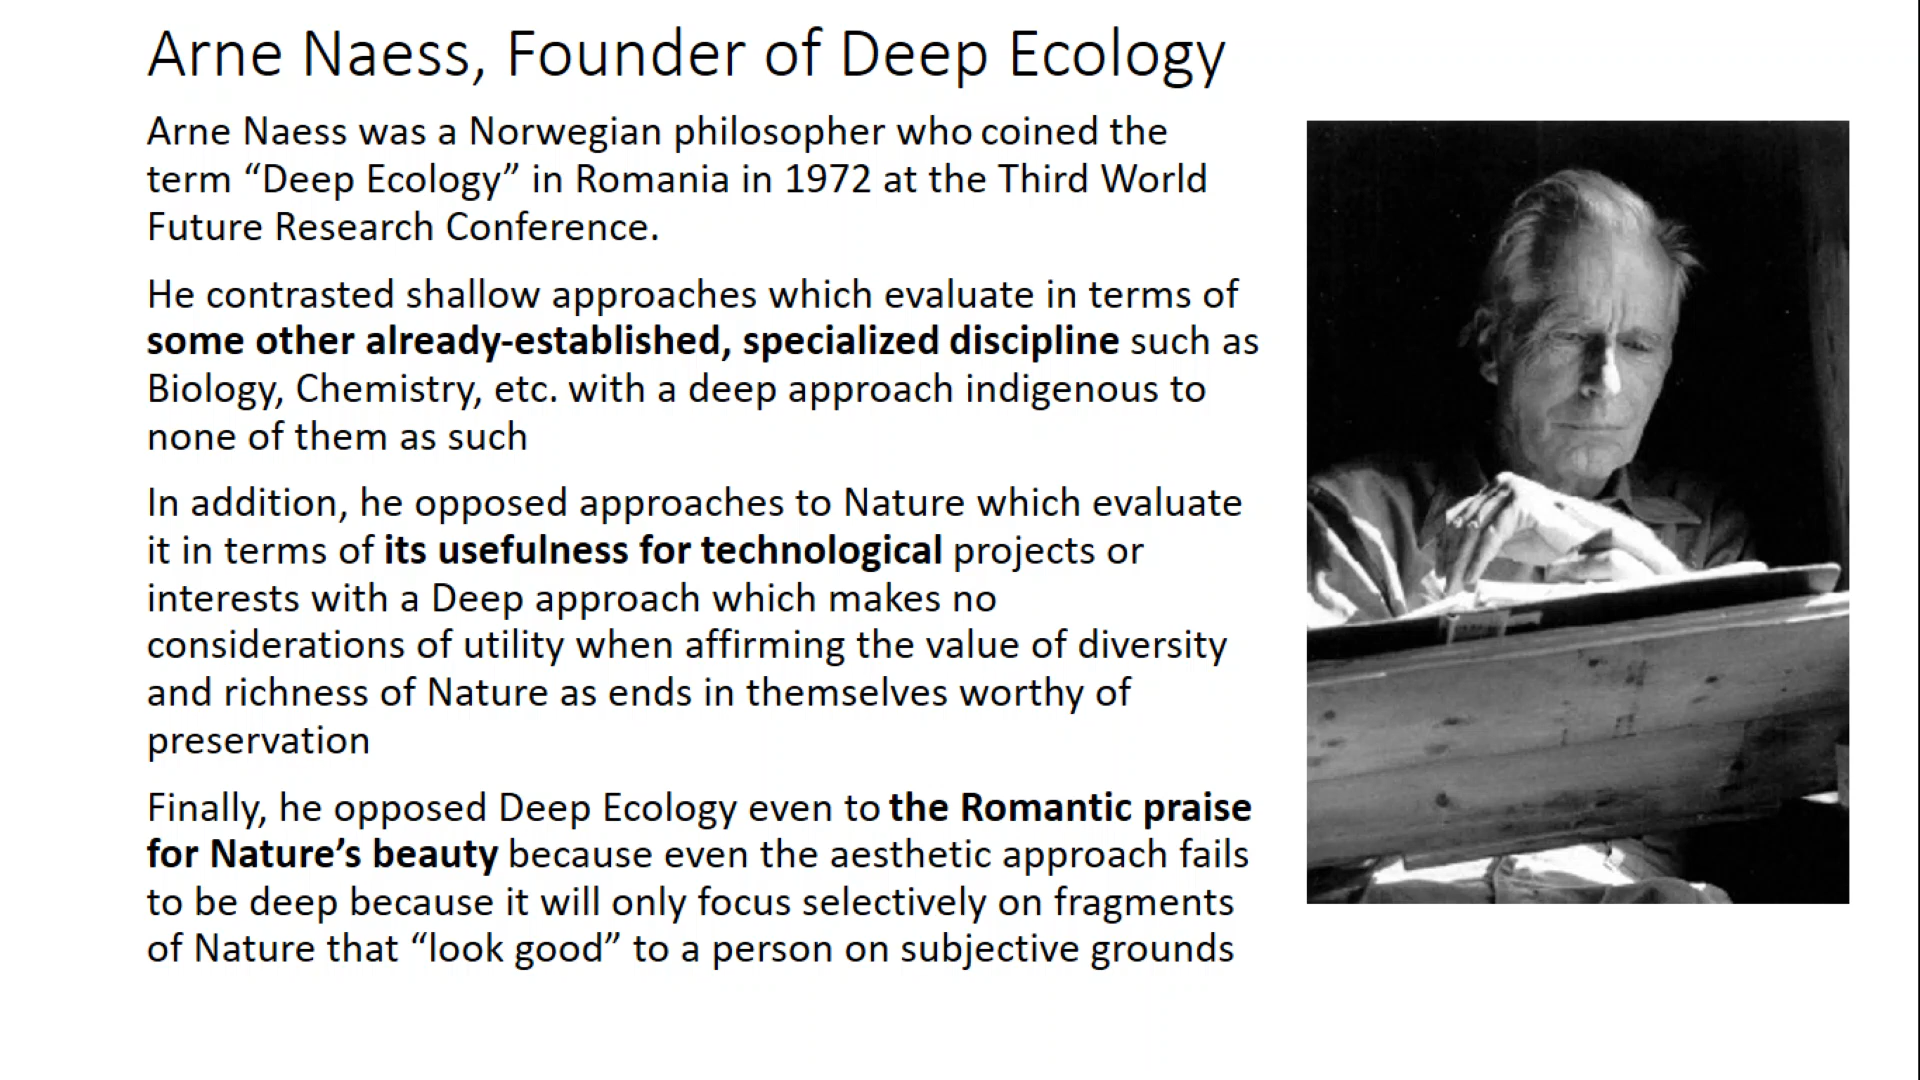 Arne Naess, Founder of Deep Ecology
Arne Naess was a Norwegian philosopher who coined the
term “Deep Ecology” in Romania in 1972 at the Third World
Future Research Conference.
He contrasted shallow approaches which evaluate in terms of
some other already-established, specialized discipline such as
Biology, Chemistry, etc. with a deep approach indigenous to
none of them as such
In addition, he opposed approaches to Nature which evaluate
it in terms of its usefulness for technological projects or
interests with a Deep approach which makes no
considerations of utility when affirming the value of diversity
and richness of Nature as ends in themselves worthy of
preservation
Finally, he opposed Deep Ecology even to the Romantic praise
for Nature’s beauty because even the aesthetic approach fails
to be deep because it will only focus selectively on fragments
of Nature that “look good” to a person on subjective grounds